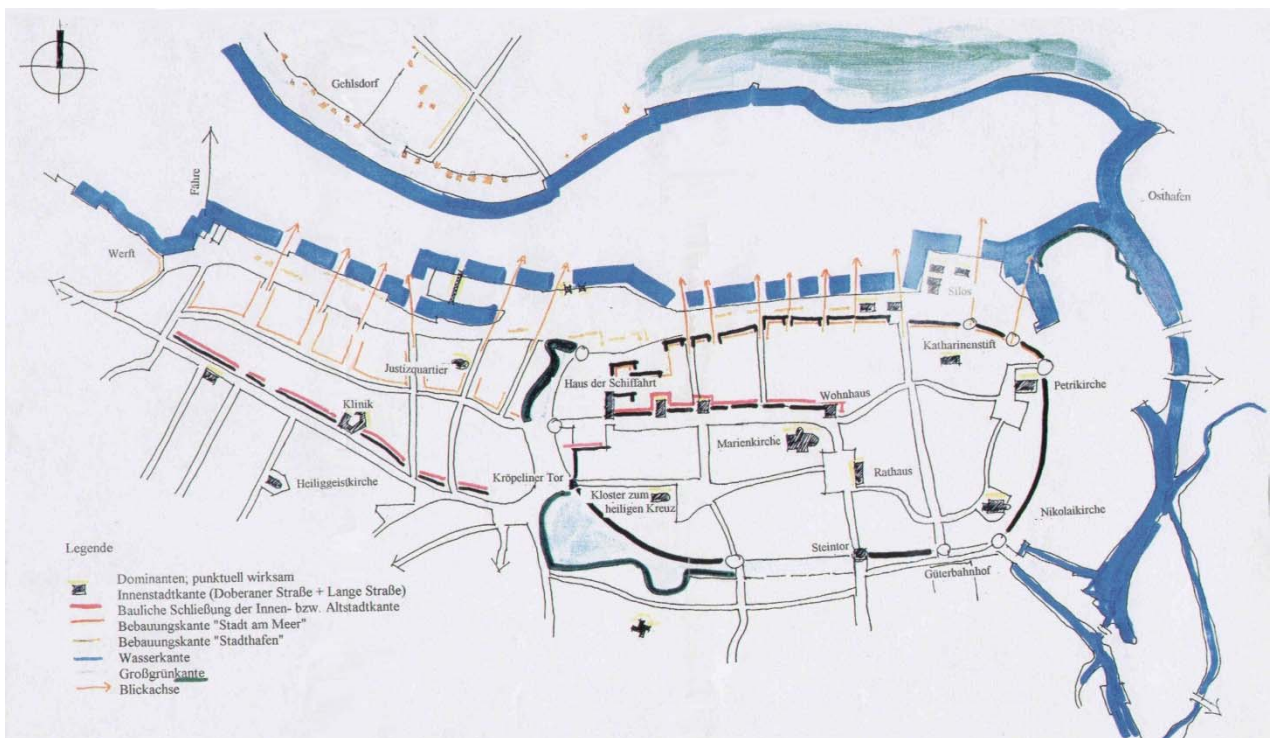 Gehlsdorf
Fähre
Osthafen
Werft
Silos
Justizquartier
Katharinenstift
Haus der Schiffahrt
Petrikirche
Klinik
Wohnhaus
Marienkirche
Kröpeliner Tor
Rathaus
Heiliggeistkirche
Kloster zum
heiligen Kreuz
Nikolaikirche
Steintor
Güterbahnhof
Legende
Dominanten, punktuell wirksam
Innenstadtkante (Doberaner Straße + Lange Straße)
Bauliche Schließung der Innen- bzw. Altstadtkante
Bebauungskante "Stadt am Meer"
Bebauungskante "Stadthafen"
Wasserkante
Großgrünkante
Blickachse